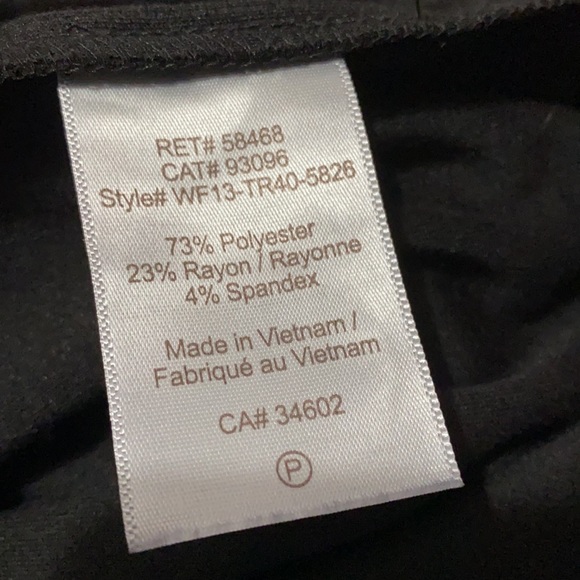 RET# 58468
CAT# 93096
Style# WF13-TR40-5826
73% Polyester
23% Rayon / Rayonne
4% Spandex
Made in Vietnam /
Fabriqué au Vietnam
CA# 34602
P